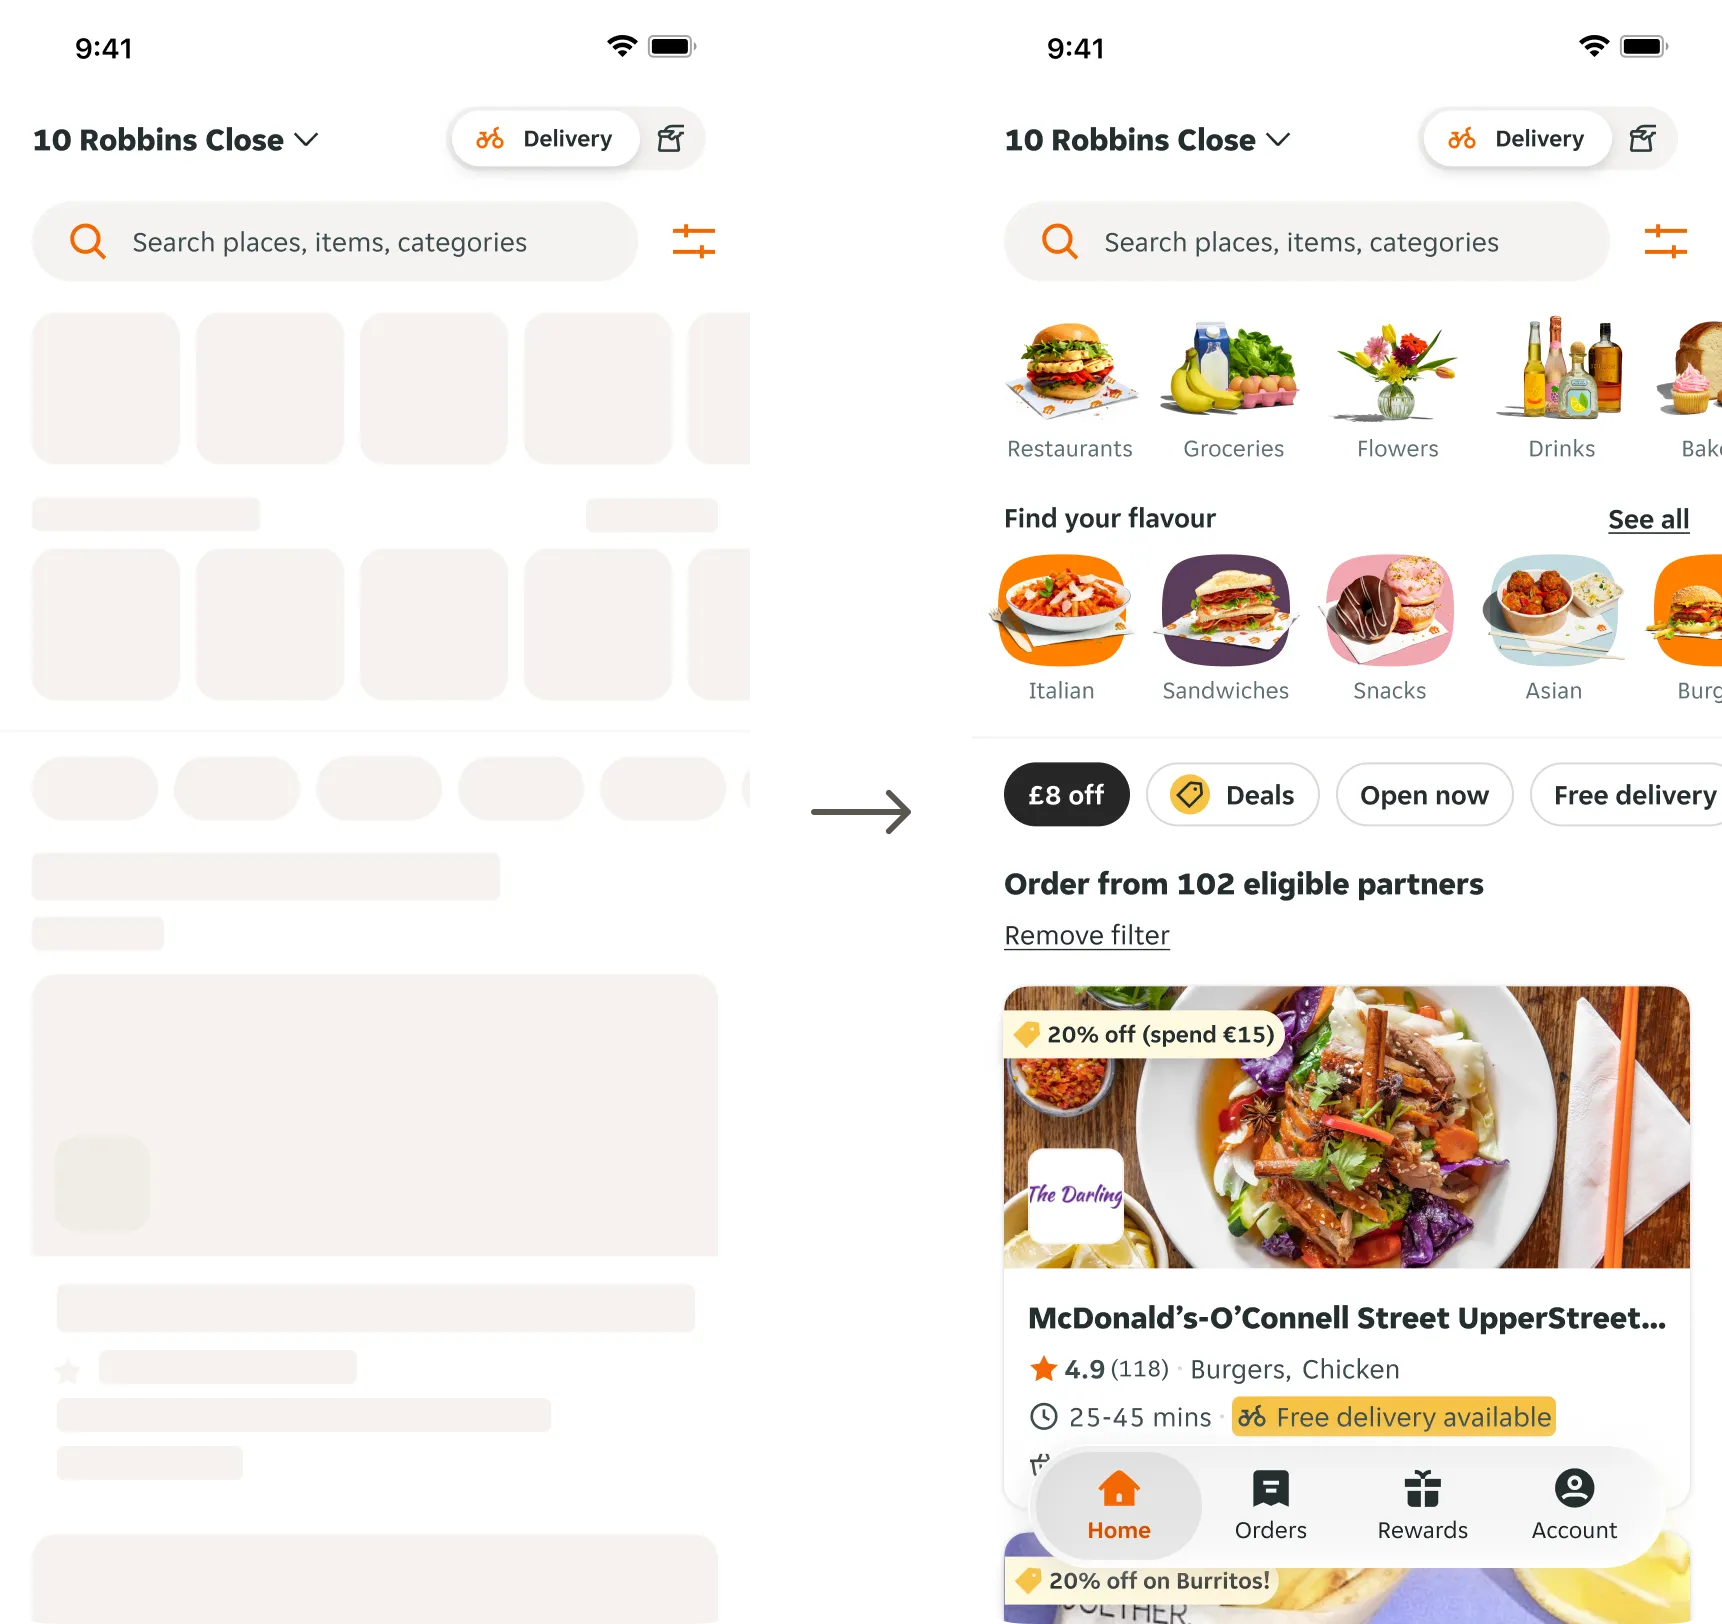 9:41
10 Robbins Close
Delivery
Search places, items, categories
9:41
10 Robbins Close
Delivery
Search places, items, categories
Restaurants
Groceries
Flowers
Drinks
Bake
Find your flavour
See all
Italian
Sandwiches
Snacks
Asian
Burg
£8 off
Deals
Open now
Free delivery
Order from 102 eligible partners
Remove filter
20% off (spend €15)
The Darling
McDonald’s-O’Connell Street UpperStreet...
4.9 (118) · Burgers, Chicken
25-45 mins · Free delivery available
Home
Orders
Rewards
Account
20% off on Burritos!